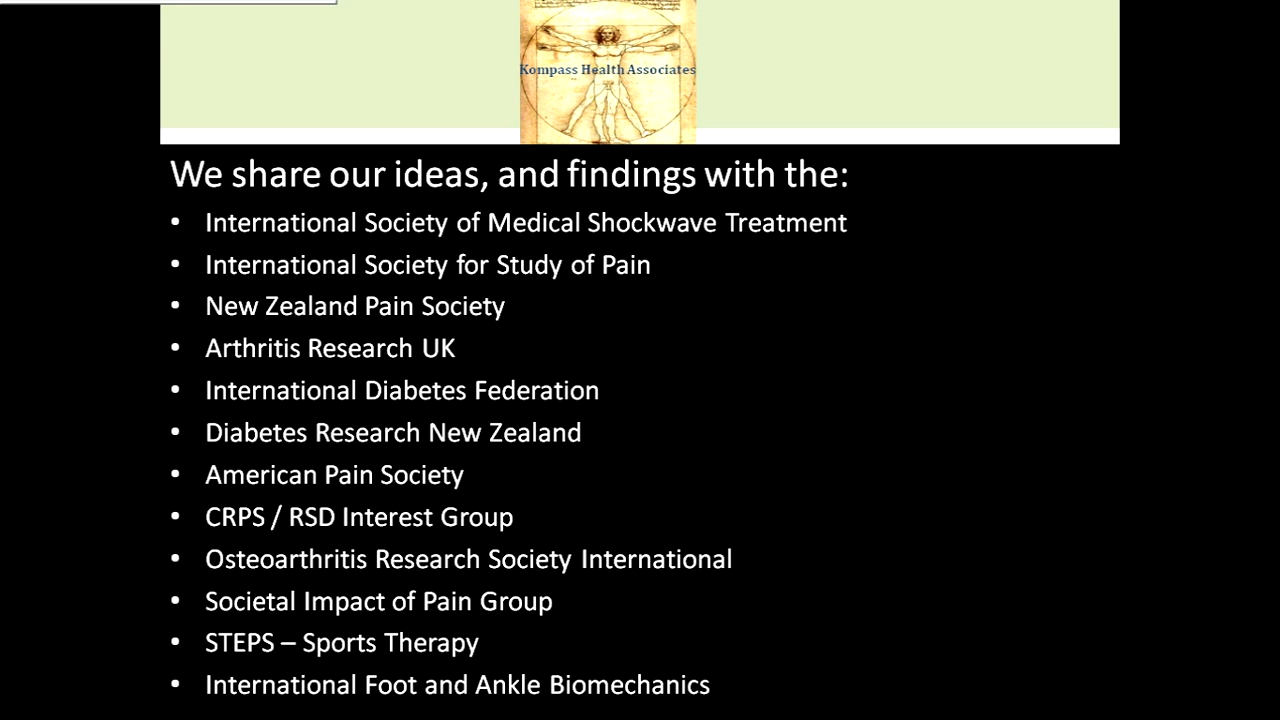 Kompass Health Associates
We share our ideas, and findings with the:
• International Society of Medical Shockwave Treatment
• International Society for Study of Pain
• New Zealand Pain Society
• Arthritis Research UK
• International Diabetes Federation
• Diabetes Research New Zealand
• American Pain Society
• CRPS / RSD Interest Group
• Osteoarthritis Research Society International
• Societal Impact of Pain Group
• STEPS – Sports Therapy
• International Foot and Ankle Biomechanics